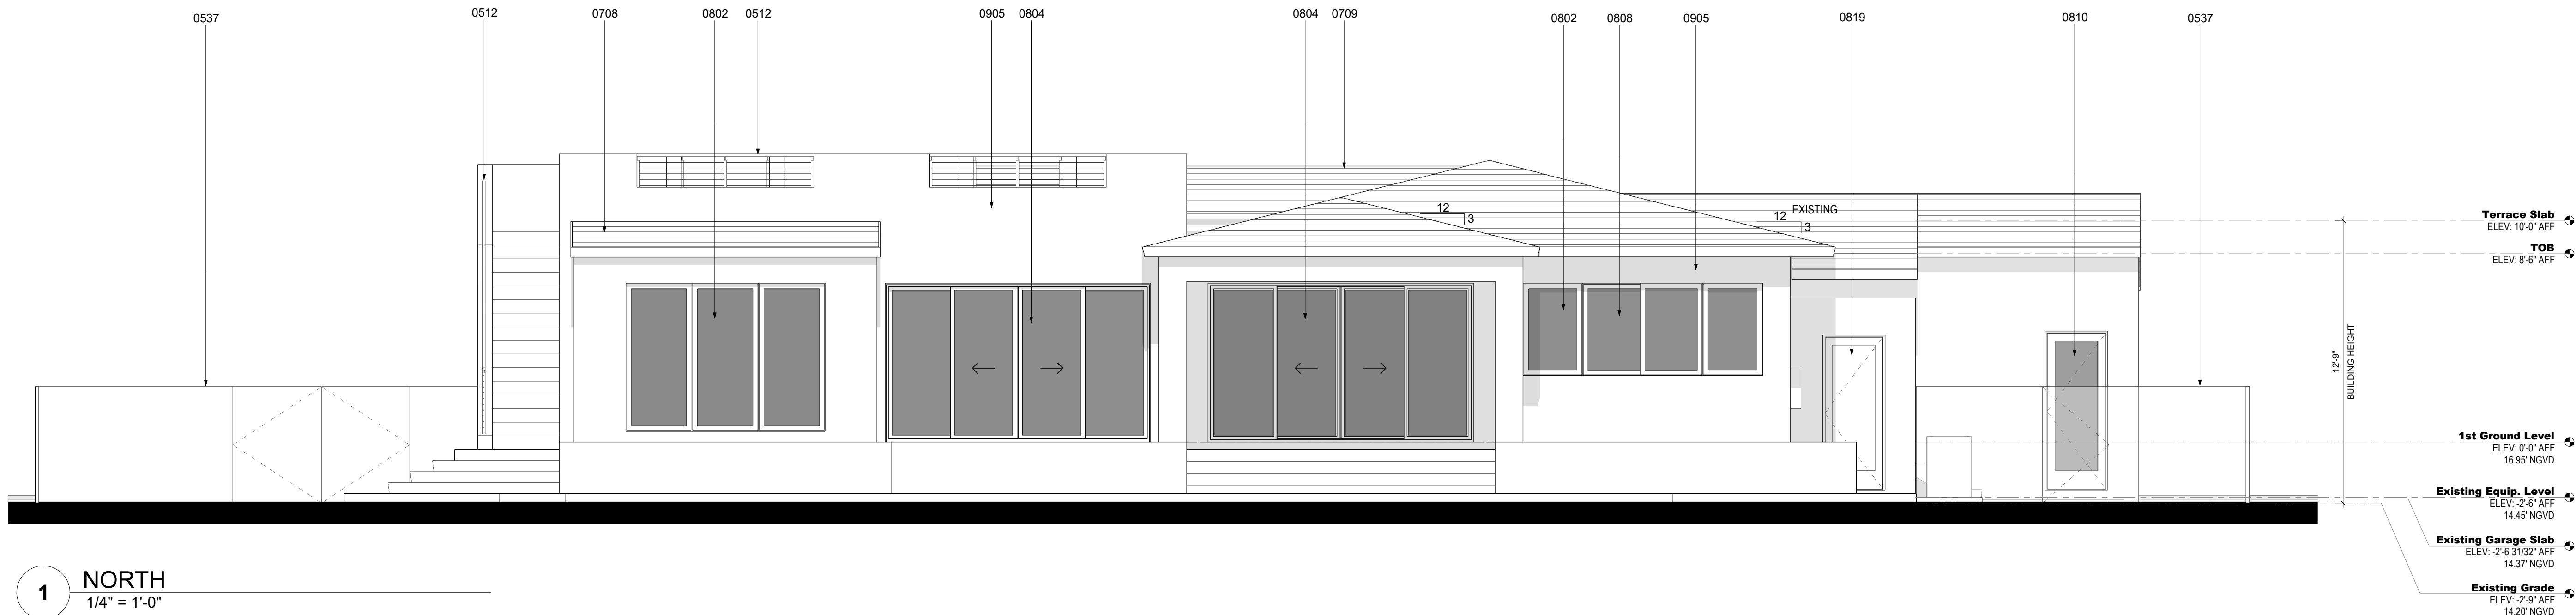 0537
0512
0708
0802
0512
0905
0804
0804
0709
0802
0808
0905
0819
0810
0537
12
3
EXISTING
12
3
12'-9"
BUILDING HEIGHT
Terrace Slab
ELEV: 10'-0" AFF
TOB
ELEV: 8'-6" AFF
1st Ground Level
ELEV: 0'-0" AFF
16.95' NGVD
Existing Equip. Level
ELEV: -2'-6" AFF
14.45' NGVD
Existing Garage Slab
ELEV: -2'-6 31/32" AFF
14.37' NGVD
Existing Grade
ELEV: -2'-9" AFF
14.20' NGVD
1
NORTH
1/4" = 1'-0"